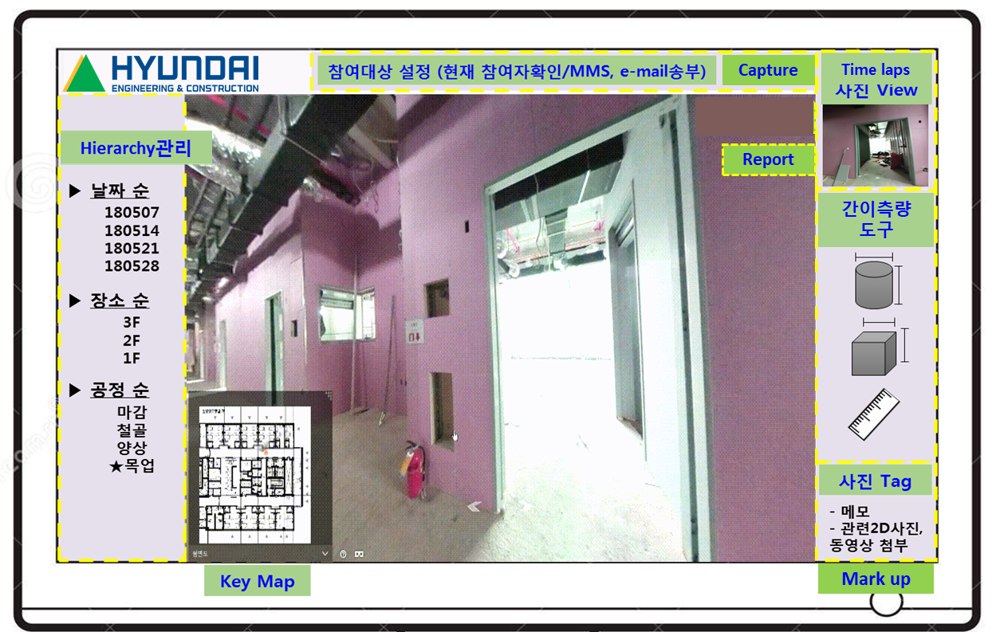 HYUNDAI
ENGINEERING & CONSTRUCTION
참여대상 설정 (현재 참여자확인/MMS, e-mail송부)
Capture
Time laps
사진 View
Hierarchy관리
▶ 날짜 순
180507
180514
180521
180528
▶ 장소 순
3F
2F
1F
▶ 공정 순
마감
철골
양상
★목업
Report
간이측량
도구
사진 Tag
- 메모
- 관련2D사진,
동영상 첨부
Key Map
Mark up